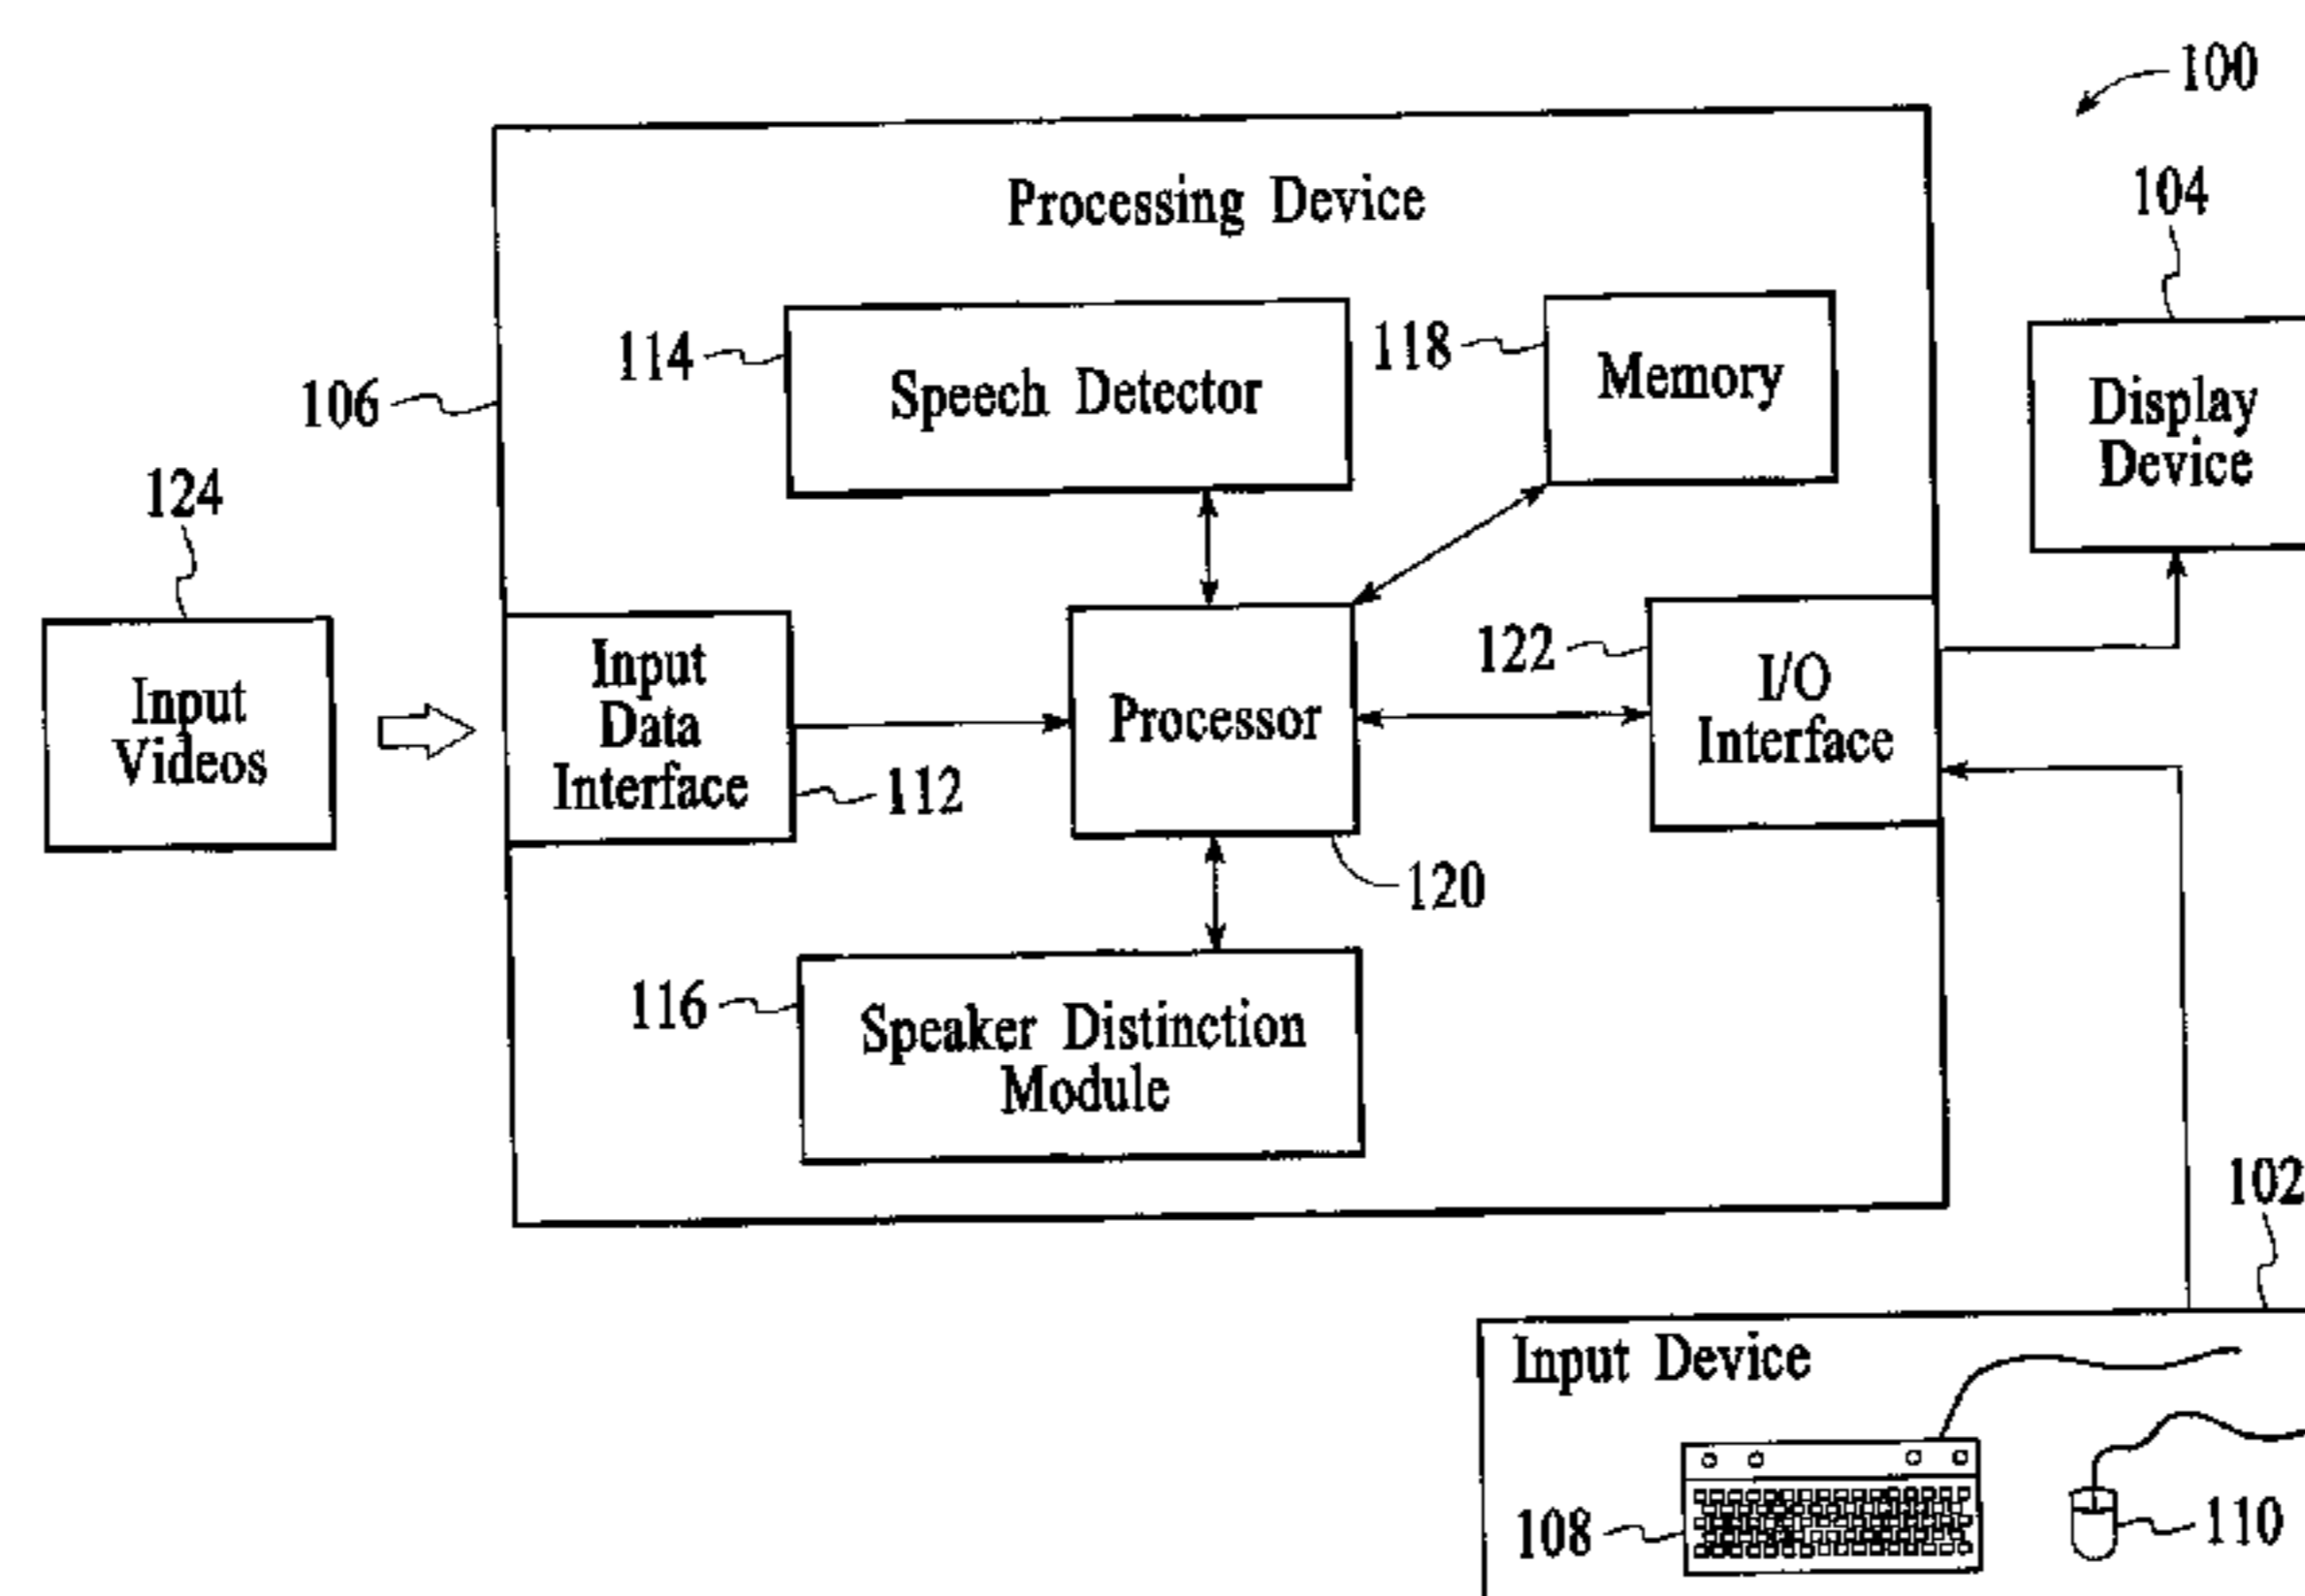 100
Processing Device
104
114
Speech Detector
118
Memory
106
Display
Device
124
Input
Videos
Input
Data
Interface
112
Processor
120
122
I/O
Interface
116
Speaker Distinction
Module
102
Input Device
108
110